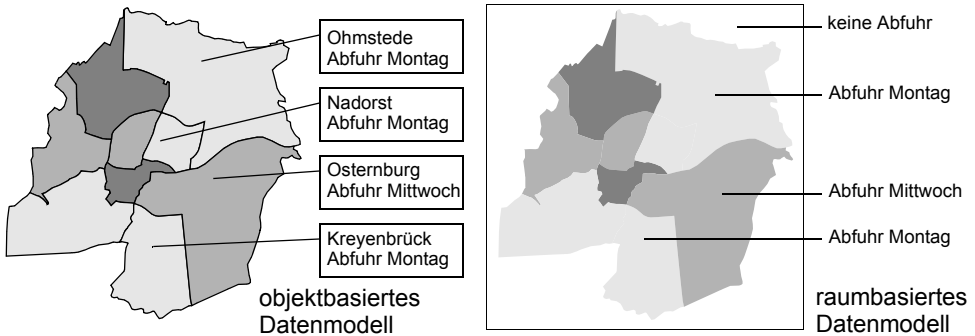 Ohmstede
Abfuhr Montag
Nadorst
Abfuhr Montag
Osternburg
Abfuhr Mittwoch
Kreyenbrück
Abfuhr Montag
objektbasiertes
Datenmodell
keine Abfuhr
Abfuhr Montag
Abfuhr Mittwoch
Abfuhr Montag
raumbasiertes
Datenmodell